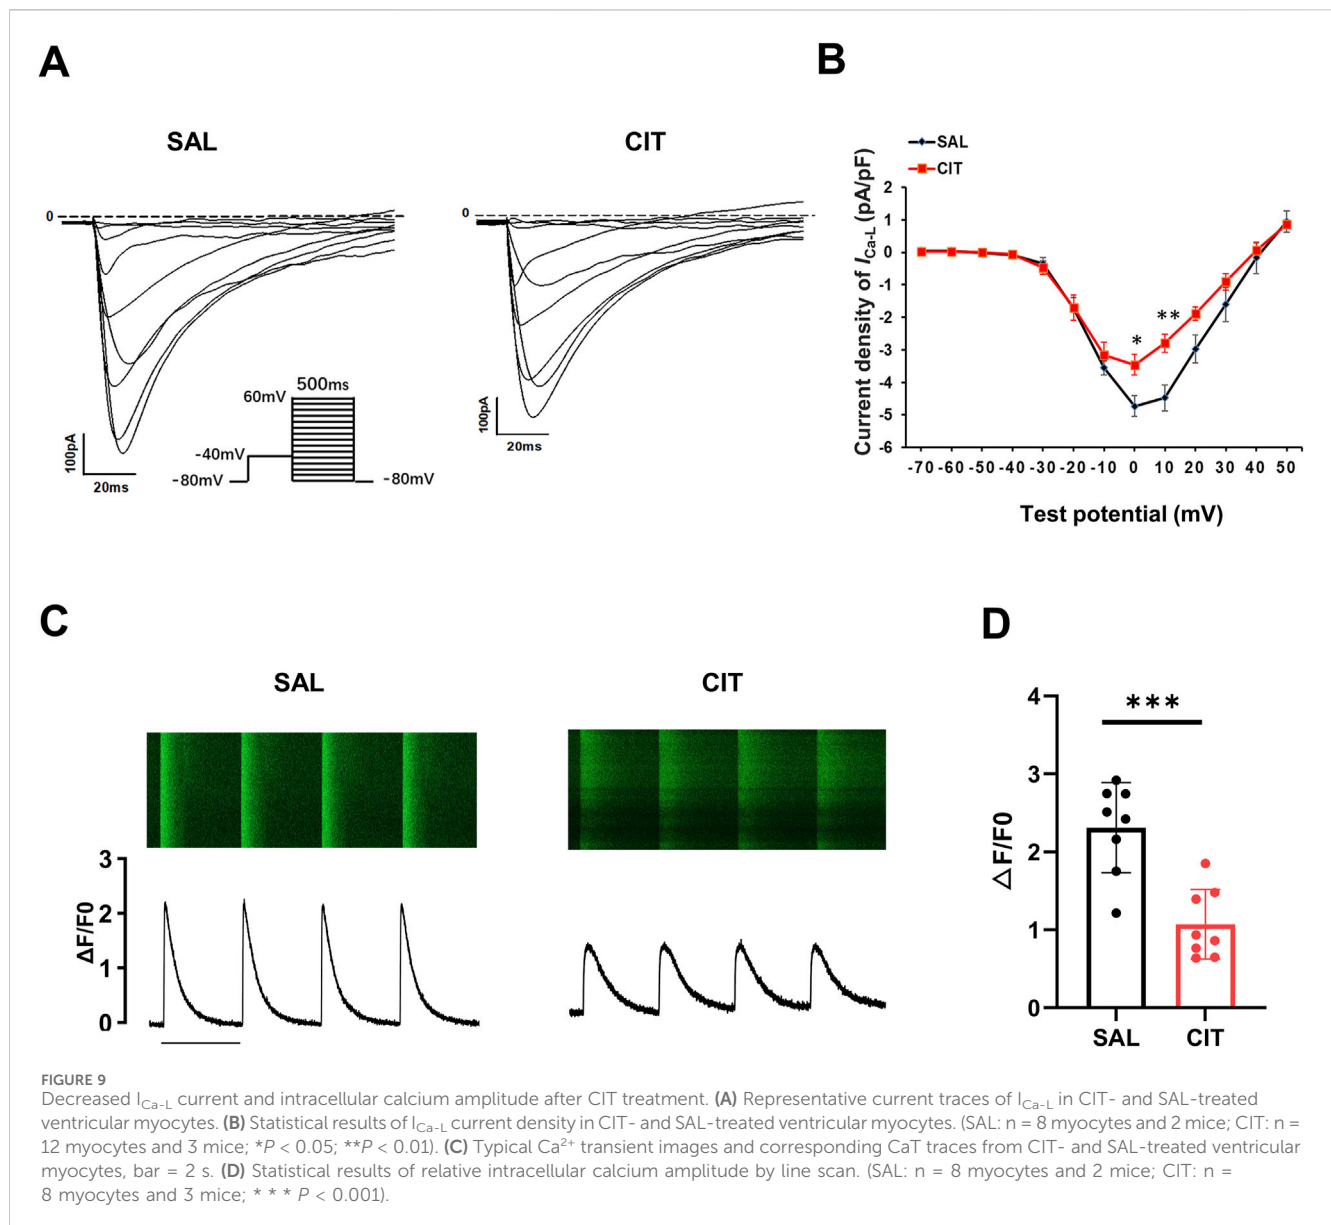 A
SAL
CIT
0
0
100pA
20ms
500ms
60mV
-40mV
-80mV
-80mV
100pA
20ms
B
SAL
CIT
Current density of I Ca-L (pA/pF)
2
1
0
-1
-2
-3
-4
-5
-6
*
**
-70 -60 -50 -40 -30 -20 -10 0 10 20 30 40 50
Test potential (mV)
C
SAL
CIT
ΔF/F0
3
2
1
0
D
***
△F/F0
4
3
2
1
0
SAL CIT
FIGURE 9
Decreased I Ca-L current and intracellular calcium amplitude after CIT treatment. (A) Representative current traces of I Ca-L in CIT- and SAL-treated
ventricular myocytes. (B) Statistical results of I Ca-L current density in CIT- and SAL-treated ventricular myocytes. (SAL: n = 8 myocytes and 2 mice; CIT: n =
12 myocytes and 3 mice; *P < 0.05; **P < 0.01). (C) Typical Ca²⁺ transient images and corresponding CaT traces from CIT- and SAL-treated ventricular
myocytes, bar = 2 s. (D) Statistical results of relative intracellular calcium amplitude by line scan. (SAL: n = 8 myocytes and 2 mice; CIT: n =
8 myocytes and 3 mice; * * * P < 0.001).